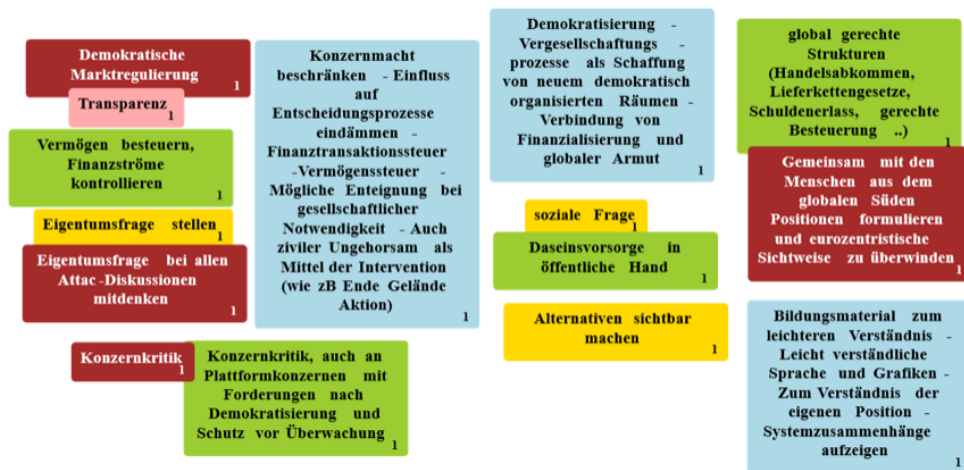 Demokratische
Marktregulierung
1
Transparenz
1
Vermögen besteuern,
Finanzströme
kontrollieren
1
Eigentumsfrage stellen
1
Eigentumsfrage bei allen
Attac -Diskussionen
mitdenken
1
Konzernkritik
1
Konzernkritik, auch an
Plattformkonzernen mit
Forderungen nach
Demokratisierung und
Schutz vor Überwachung
1
Konzernmacht
beschränken - Einfluss
auf
Entscheidungsprozesse
eindämmen -
Finanztransaktionssteuer
-Vermögenssteuer -
Mögliche Enteignung bei
gesellschaftlicher
Notwendigkeit - Auch
ziviler Ungehorsam als
Mittel der Intervention
(wie zB Ende Gelände
Aktion)
1
Demokratisierung -
Vergesellschaftungs -
prozesse als Schaffung
von neuem demokratisch
organisierten Räumen -
Verbindung von
Finanzialisierung und
globaler Armut
1
soziale Frage
1
Daseinsvorsorge in
öffentliche Hand
1
Alternativen sichtbar
machen
1
global gerechte
Strukturen
(Handelsabkommen,
Lieferkettengesetze,
Schuldenerlass, gerechte
Besteuerung ..)
1
Gemeinsam mit den
Menschen aus dem
globalen Süden
Positionen formulieren
und eurozentristische
Sichtweise zu überwinden
1
Bildungsmaterial zum
leichteren Verständnis -
Leicht verständliche
Sprache und Grafiken -
Zum Verständnis der
eigenen Position -
Systemzusammenhänge
aufzeigen
1